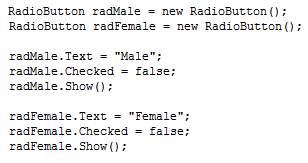 RadioButton radMale = new RadioButton();
RadioButton radFemale = new RadioButton();
radMale.Text = "Male";
radMale.Checked = false;
radMale.Show();
radFemale.Text = "Female";
radFemale.Checked = false;
radFemale.Show();